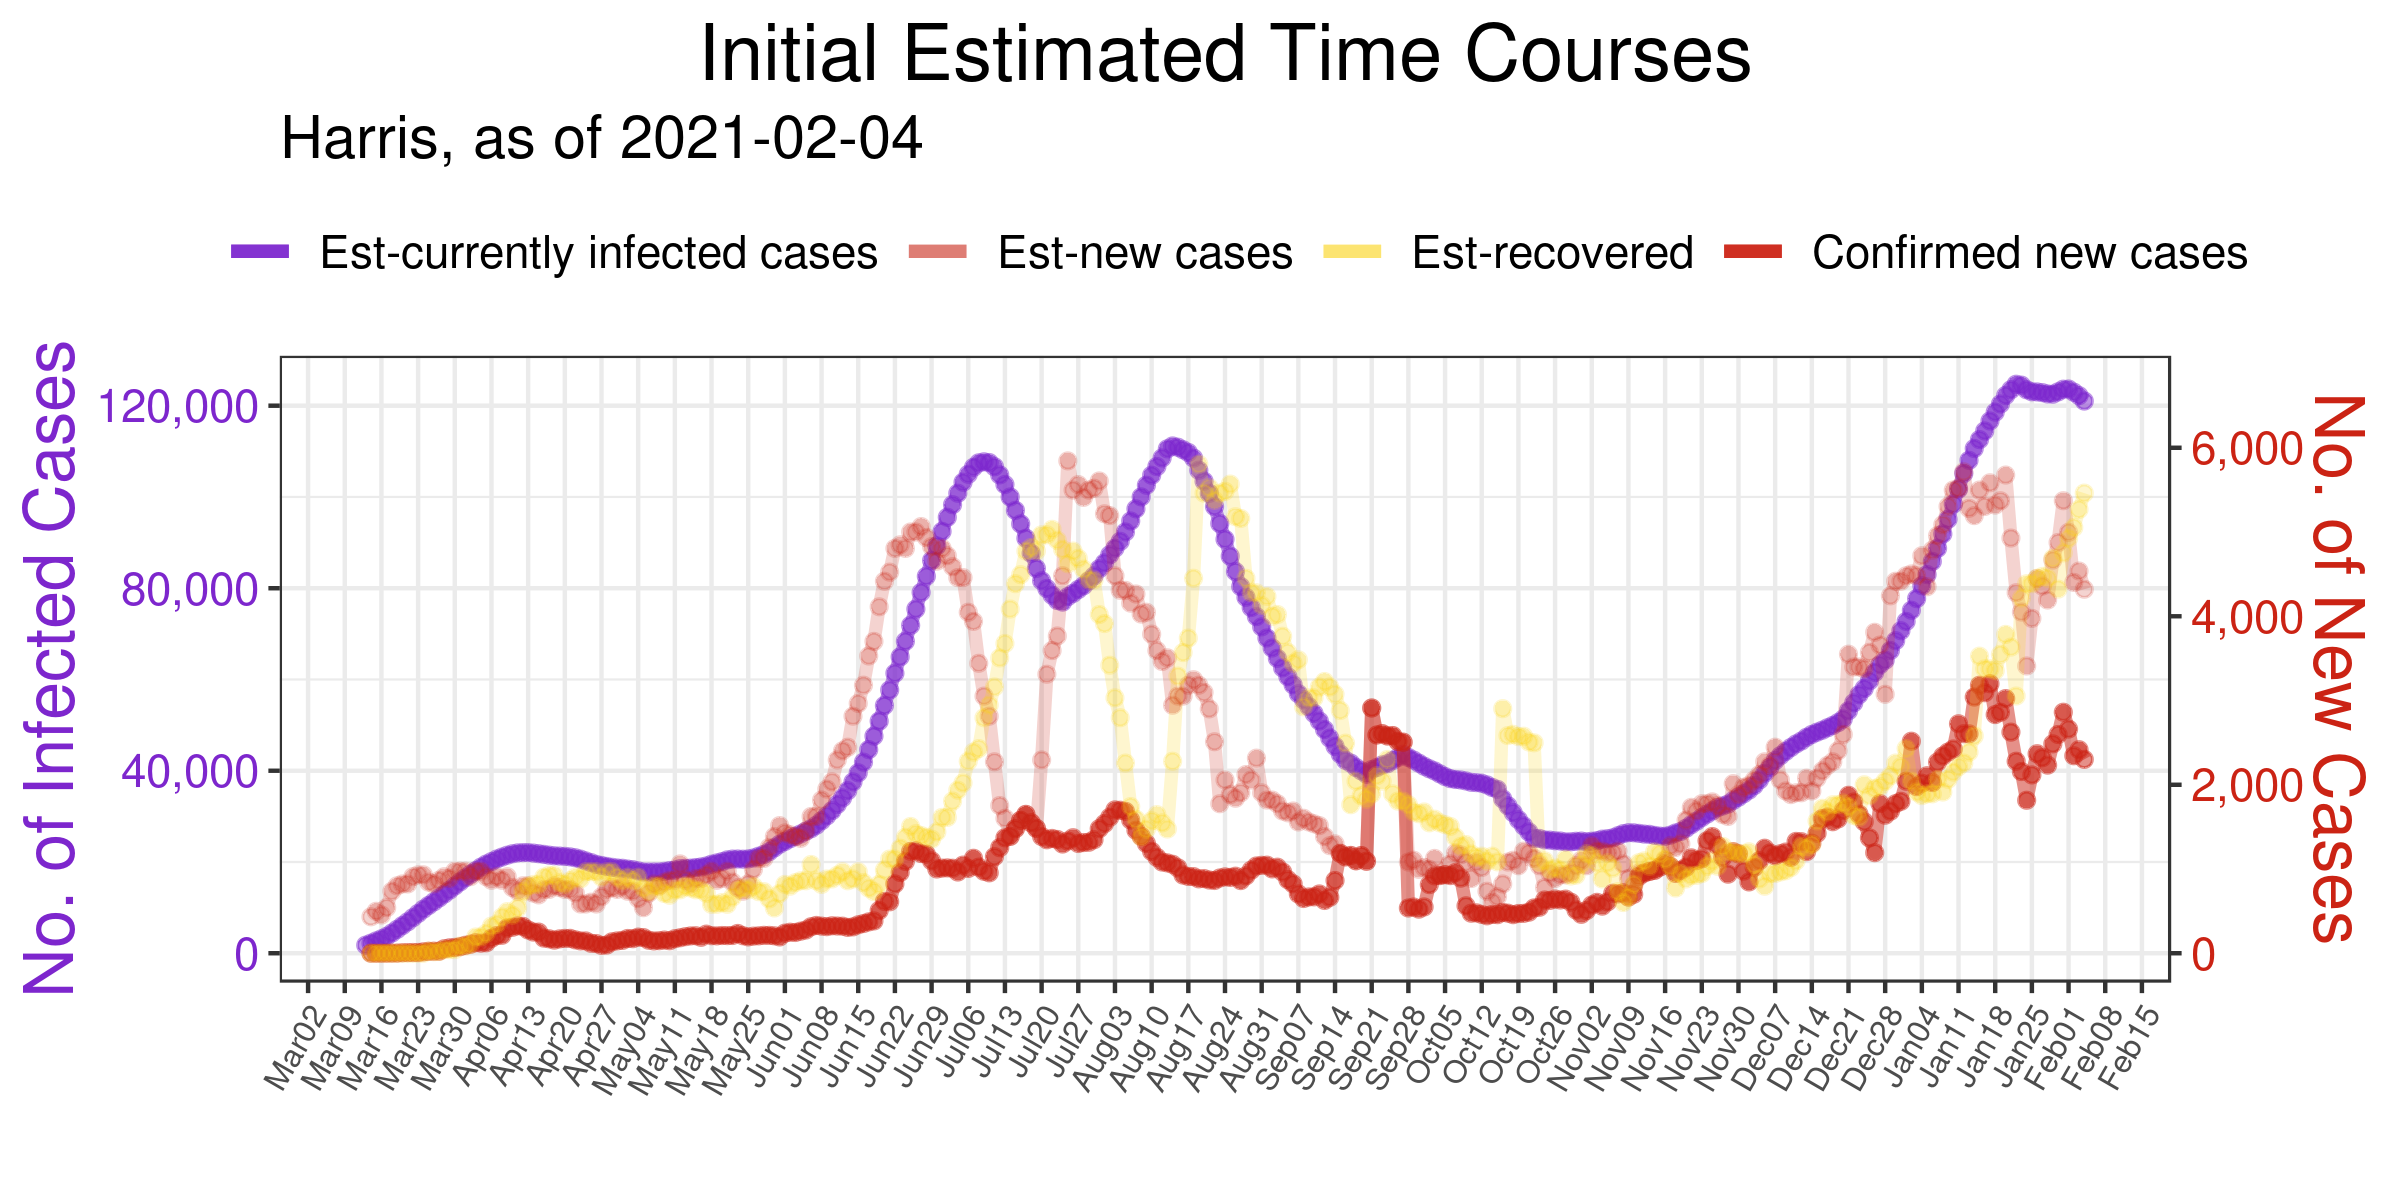 Initial Estimated Time Courses
Harris, as of 2021-02-04
Est-currently infected cases Est-new cases Est-recovered Confirmed new cases
No. of Infected Cases
120,000
80,000
40,000
0
6,000
4,000
2,000
0
No. of New Cases
Mar02 Mar09 Mar16 Mar23 Mar30 Apr06 Apr13 Apr20 Apr27 May04 May11 May18 May25 Jun01 Jun08 Jun15 Jun22 Jun29 Jul06 Jul13 Jul20 Jul27 Aug03 Aug10 Aug17 Aug24 Aug31 Sep07 Sep14 Sep21 Sep28 Oct05 Oct12 Oct19 Oct26 Nov02 Nov09 Nov16 Nov23 Nov30 Dec07 Dec14 Dec21 Dec28 Jan04 Jan11 Jan18 Jan25 Feb01 Feb08 Feb15